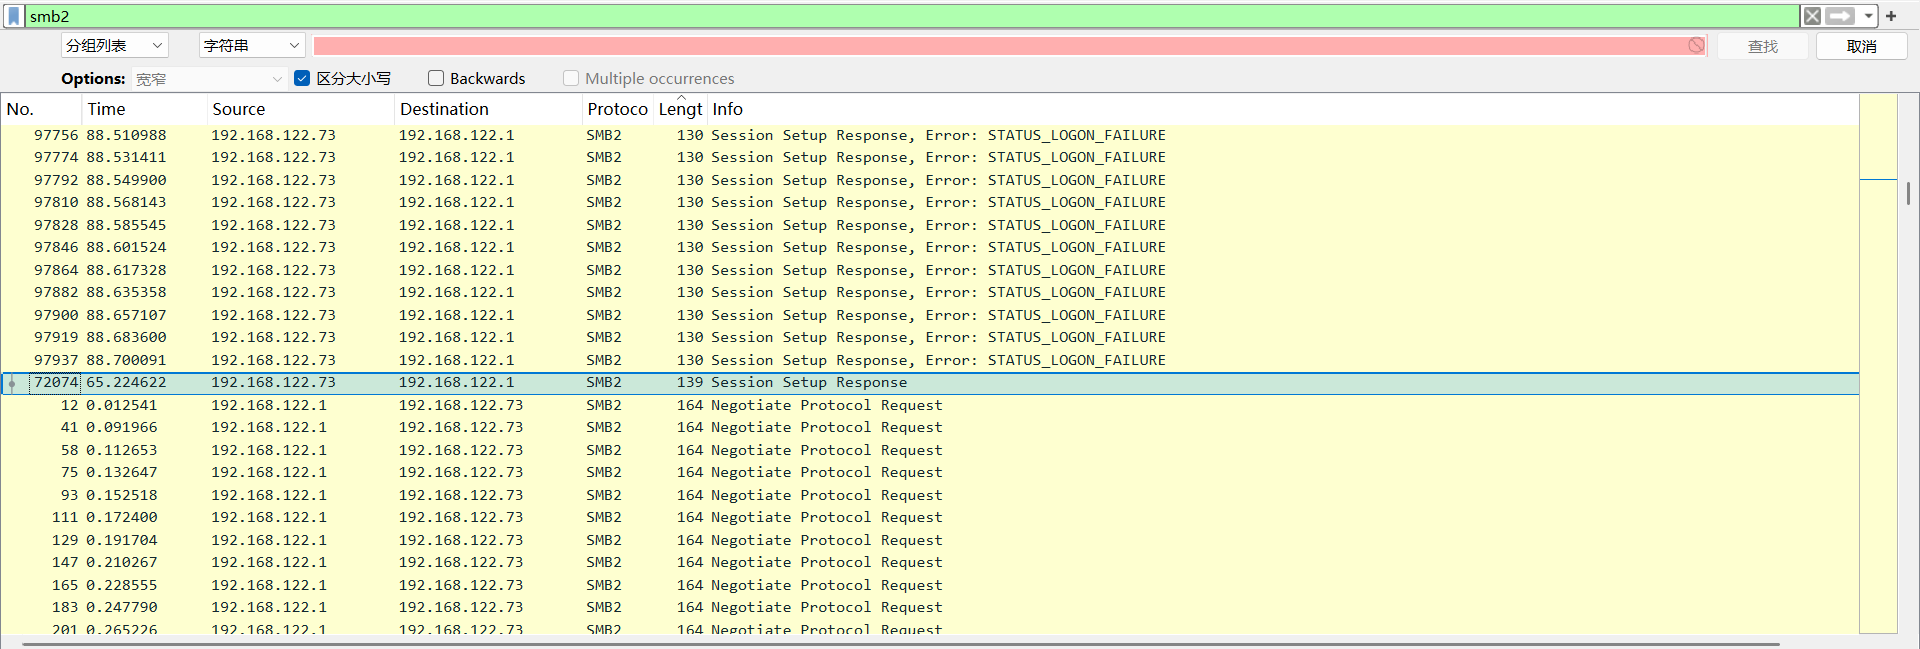 smb2
分组列表 字符串 查找 取消
Options: 宽窄 区分大小写 Backwards Multiple occurrences
No. Time Source Destination Protoco Lengt Info
97756 88.510988 192.168.122.73 192.168.122.1 SMB2 130 Session Setup Response, Error: STATUS_LOGON_FAILURE
97774 88.531411 192.168.122.73 192.168.122.1 SMB2 130 Session Setup Response, Error: STATUS_LOGON_FAILURE
97792 88.549900 192.168.122.73 192.168.122.1 SMB2 130 Session Setup Response, Error: STATUS_LOGON_FAILURE
97810 88.568143 192.168.122.73 192.168.122.1 SMB2 130 Session Setup Response, Error: STATUS_LOGON_FAILURE
97828 88.585545 192.168.122.73 192.168.122.1 SMB2 130 Session Setup Response, Error: STATUS_LOGON_FAILURE
97846 88.601524 192.168.122.73 192.168.122.1 SMB2 130 Session Setup Response, Error: STATUS_LOGON_FAILURE
97864 88.617328 192.168.122.73 192.168.122.1 SMB2 130 Session Setup Response, Error: STATUS_LOGON_FAILURE
97882 88.635358 192.168.122.73 192.168.122.1 SMB2 130 Session Setup Response, Error: STATUS_LOGON_FAILURE
97900 88.657107 192.168.122.73 192.168.122.1 SMB2 130 Session Setup Response, Error: STATUS_LOGON_FAILURE
97919 88.683600 192.168.122.73 192.168.122.1 SMB2 130 Session Setup Response, Error: STATUS_LOGON_FAILURE
97937 88.700091 192.168.122.73 192.168.122.1 SMB2 130 Session Setup Response, Error: STATUS_LOGON_FAILURE
72074 65.224622 192.168.122.73 192.168.122.1 SMB2 139 Session Setup Response
12 0.012541 192.168.122.1 192.168.122.73 SMB2 164 Negotiate Protocol Request
41 0.091966 192.168.122.1 192.168.122.73 SMB2 164 Negotiate Protocol Request
58 0.112653 192.168.122.1 192.168.122.73 SMB2 164 Negotiate Protocol Request
75 0.132647 192.168.122.1 192.168.122.73 SMB2 164 Negotiate Protocol Request
93 0.152518 192.168.122.1 192.168.122.73 SMB2 164 Negotiate Protocol Request
111 0.172400 192.168.122.1 192.168.122.73 SMB2 164 Negotiate Protocol Request
129 0.191704 192.168.122.1 192.168.122.73 SMB2 164 Negotiate Protocol Request
147 0.210267 192.168.122.1 192.168.122.73 SMB2 164 Negotiate Protocol Request
165 0.228555 192.168.122.1 192.168.122.73 SMB2 164 Negotiate Protocol Request
183 0.247790 192.168.122.1 192.168.122.73 SMB2 164 Negotiate Protocol Request
201 0.265226 192.168.122.1 192.168.122.73 SMB2 164 Negotiate Protocol Request